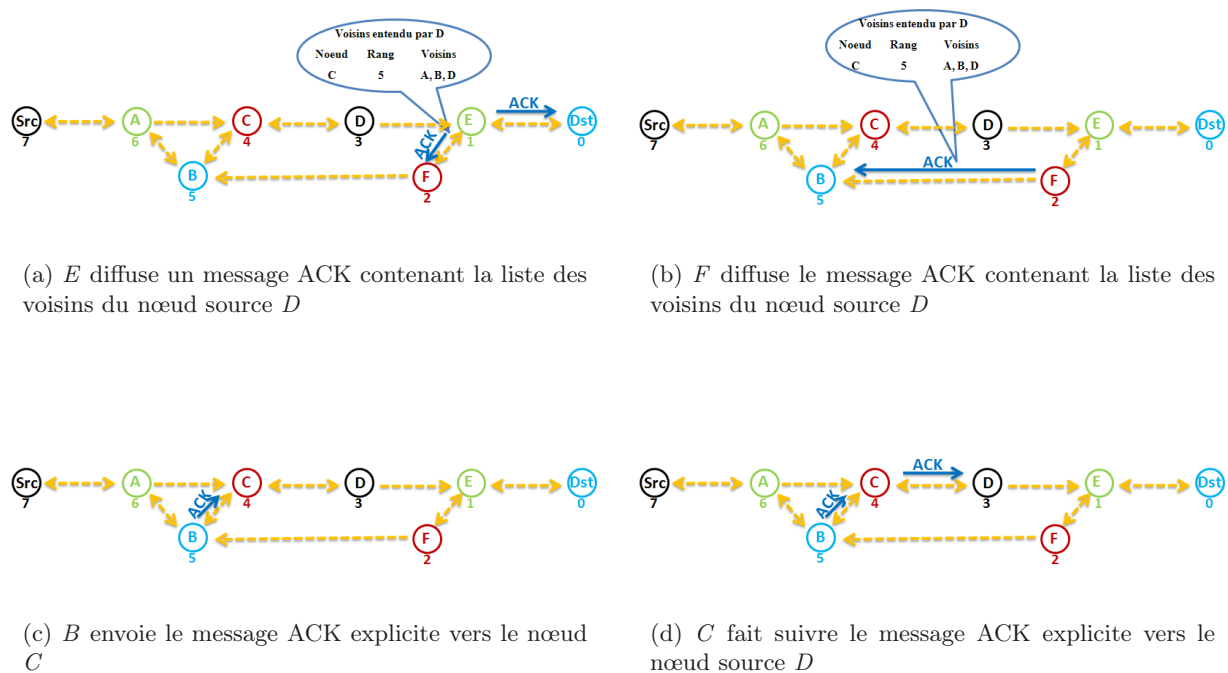 Voisins entendu par D
Noeud Rang Voisins
C 5 A, B, D
ACK
Src A C D E Dst
7 6 4 3 1 0
ACK
B F
5 2
(a) E diffuse un message ACK contenant la liste des
voisins du nœud source D
Voisins entendu par D
Noeud Rang Voisins
C 5 A, B, D
Src A C D E Dst
7 6 4 3 1 0
ACK
B F
5 2
(b) F diffuse le message ACK contenant la liste des
voisins du nœud source D
Src A C D E Dst
7 6 4 3 1 0
ACK
B F
5 2
(c) B envoie le message ACK explicite vers le nœud
C
ACK
Src A C D E Dst
7 6 4 3 1 0
ACK
B F
5 2
(d) C fait suivre le message ACK explicite vers le
nœud source D